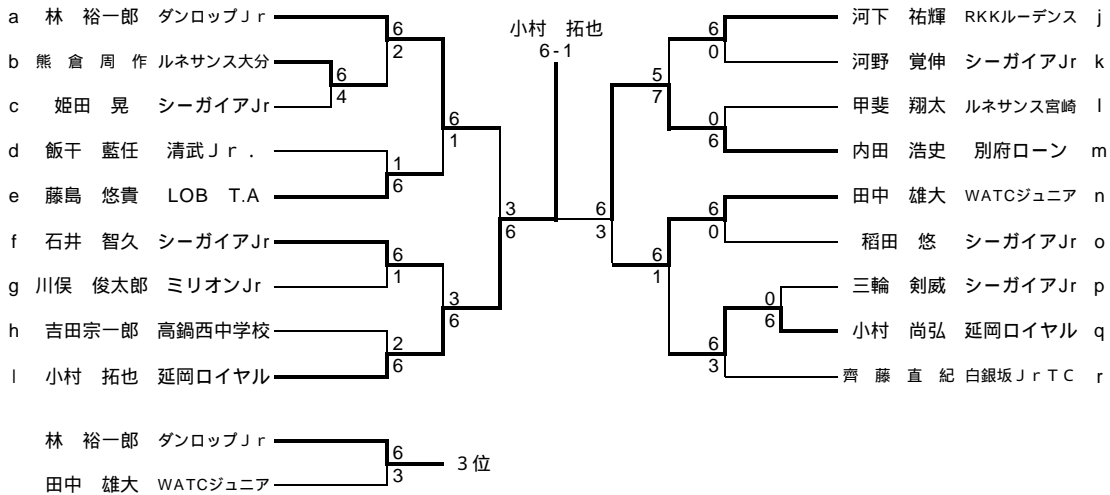 小村　拓也
6-1
a 林　裕一郎 ダンロップＪｒ
6
2
b 熊倉周作 ルネサンス大分
6
4
c 姫田　晃 シーガイアJr
6
1
d 飯干　藍任 清武Ｊｒ．
1
6
e 藤島　悠貴 LOB　T.A
3
6
f 石井　智久 シーガイアJr
6
1
g 川俣　俊太郎 ミリオンJr
3
6
h 吉田宗一郎 高鍋西中学校
2
6
I 小村　拓也 延岡ロイヤル
河下　祐輝 RKKルーデンス j
6
0
河野　覚伸 シーガイアJr k
5
7
甲斐　翔太 ルネサンス宮崎 l
0
6
内田　浩史 別府ローン m
6
3
田中　雄大 WATCジュニア n
6
0
稲田　悠 シーガイアJr o
6
1
三輪　剣威 シーガイアJr p
0
6
小村　尚弘 延岡ロイヤル q
6
3
齊藤直紀 白銀坂ＪｒＴＣ r
林　裕一郎 ダンロップＪｒ
6
3
３位
田中　雄大 WATCジュニア